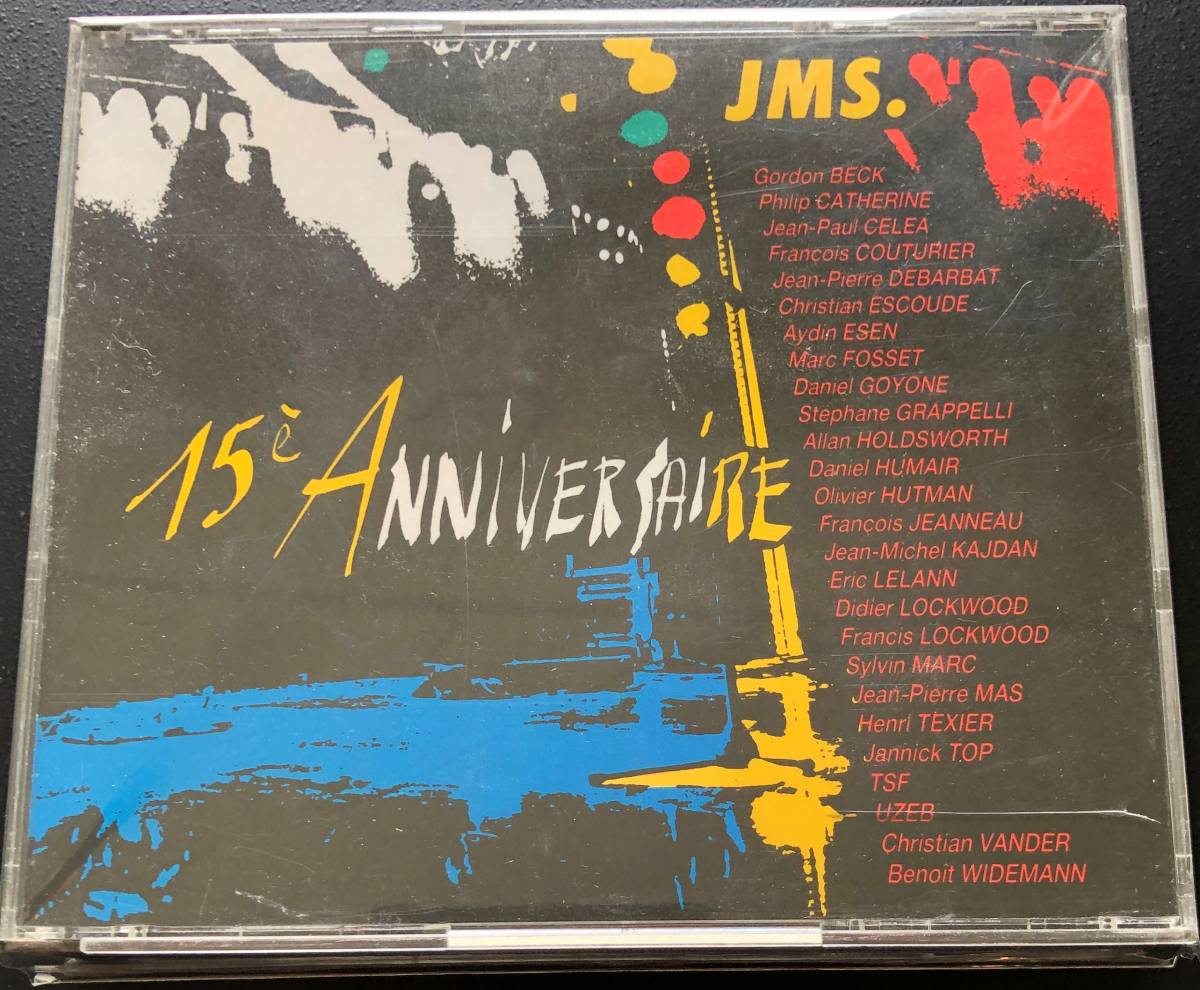 JMS.
Gordon BECK
Philip CATHERINE
Jean-Paul CELEA
François COUTURIER
Jean-Pierre DEBARBAT
Christian ESCOUDE
Aydin ESEN
Marc FOSSET
Daniel GOYONE
Stéphane GRAPPELLI
Allan HOLDSWORTH
Daniel HUMAIR
Olivier HUTMAN
François JEANNEAU
Jean-Michel KAJDAN
Eric LELANN
Didier LOCKWOOD
Francis LOCKWOOD
Sylvin MARC
Jean-Pierre MAS
Henri TEXIER
Jannick TOP
TSF
UZEB
Christian VANDER
Benoît WIDEMANN
15è ANNIVERSAiRE